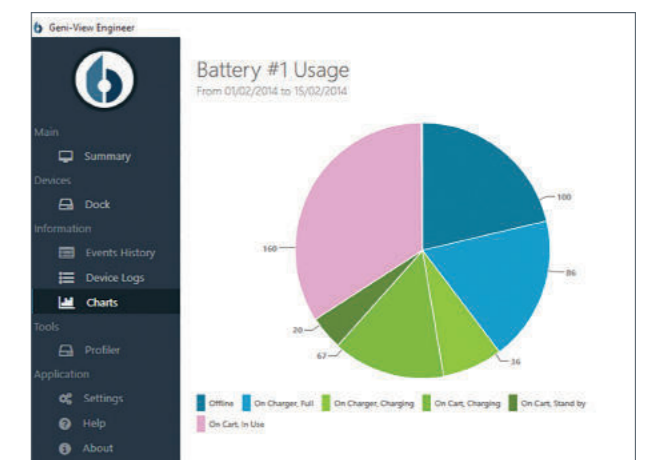 Geni-View Engineer
Main
Summary
Devices
Dock
Information
Events History
Device Logs
Charts
Tools
Profiler
Application
Settings
Help
About
Battery #1 Usage
From 01/02/2014 to 15/02/2014
100
86
36
67
20
160
Offline On Charger, Full On Charger, Charging On Cart, Charging On Cart, Stand by
On Cart, In Use